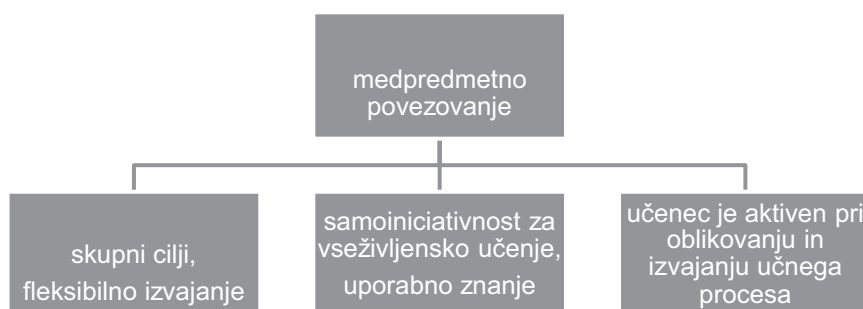 medpredmetno
povezovanje
skupni cilji,
fleksibilno izvajanje
samoiniciativnost za
vseživljensko učenje,
uporabno znanje
učenec je aktiven pri
oblikovanju in
izvajanju učnega
procesa